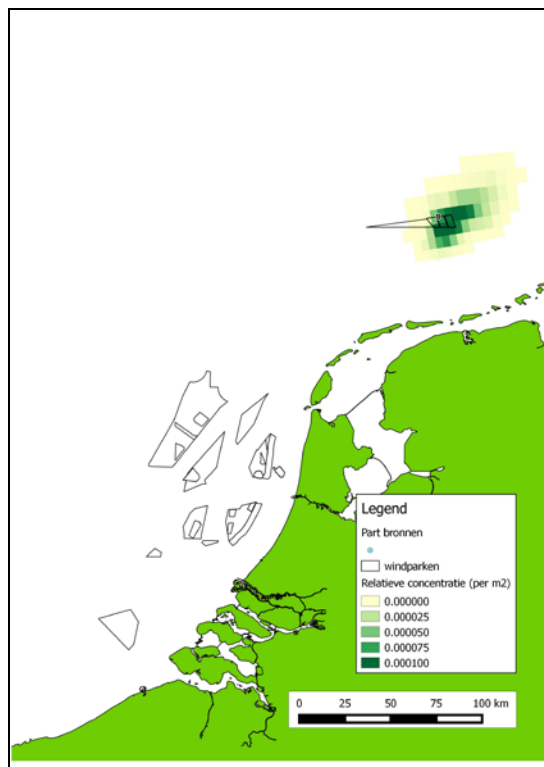 Legend
Part bronnen
windparken
Relatieve concentratie (per m2)
0.000000
0.000025
0.000050
0.000075
0.000100
0 25 50 75 100 km